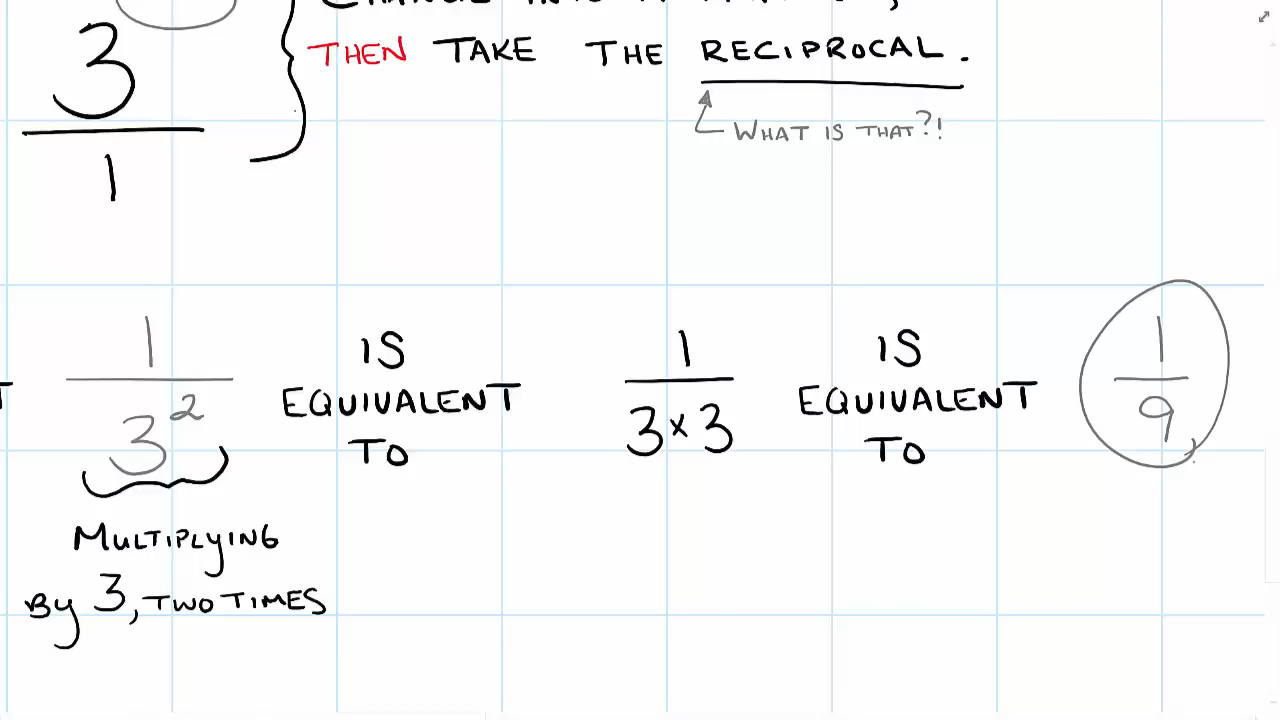 THEN TAKE THE RECIPROCAL.
3
1
WHAT IS THAT?!
1
3²
IS
EQUIVALENT
TO
1
3×3
IS
EQUIVALENT
TO
1
9
MULTIPLYING
BY 3, TWO TIMES